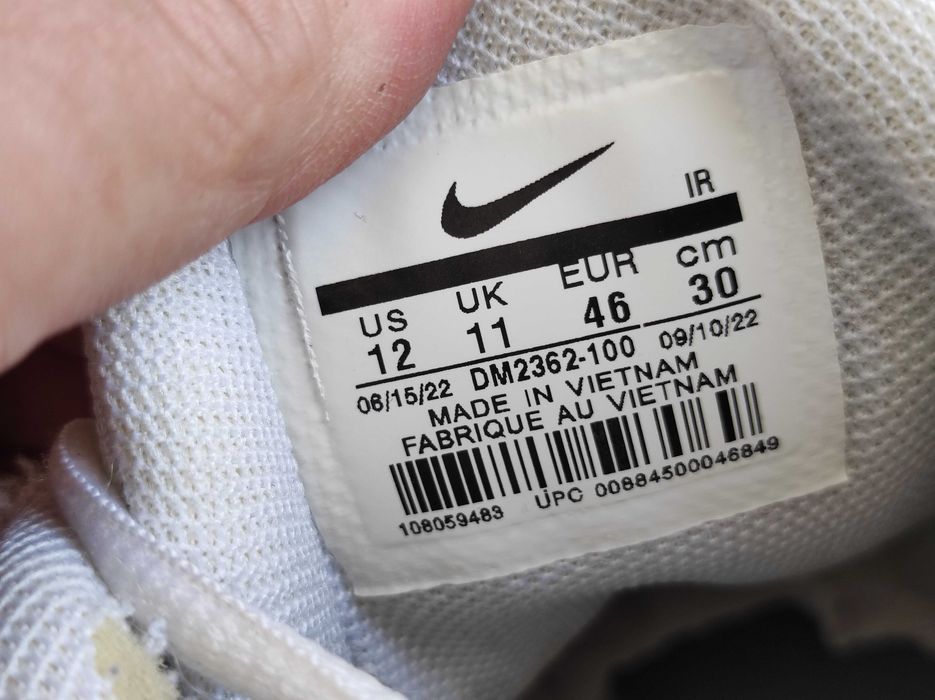 IR
US UK EUR cm
12 11 46 30
06/15/22 DM2362-100 09/10/22
MADE IN VIETNAM
FABRIQUE AU VIETNAM
108059483 UPC 00884500046849